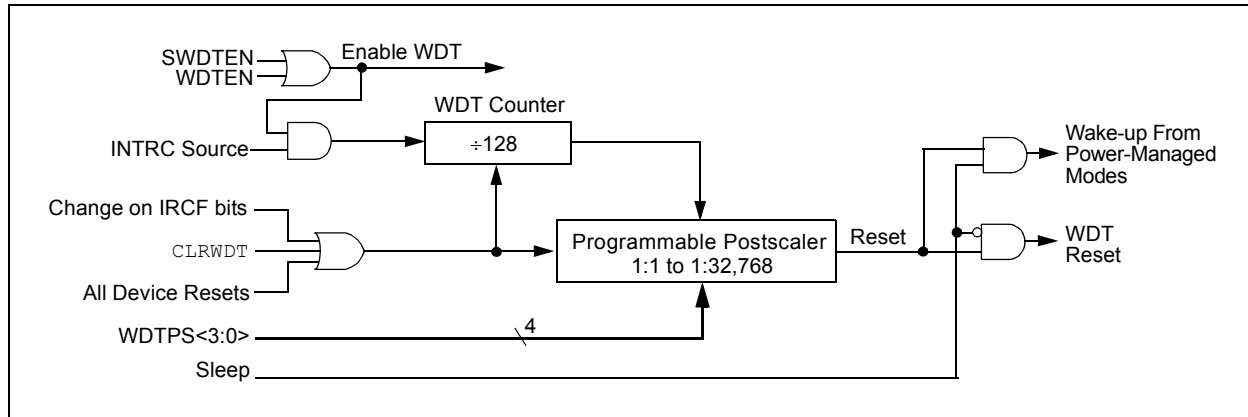 SWDTEN
WDTEN
Enable WDT
WDT Counter
÷128
INTRC Source
Wake-up From
Power-Managed
Modes
Change on IRCF bits
CLRWDT
All Device Resets
Programmable Postscaler
1:1 to 1:32,768
Reset
WDT
Reset
WDTPS<3:0>
4
Sleep